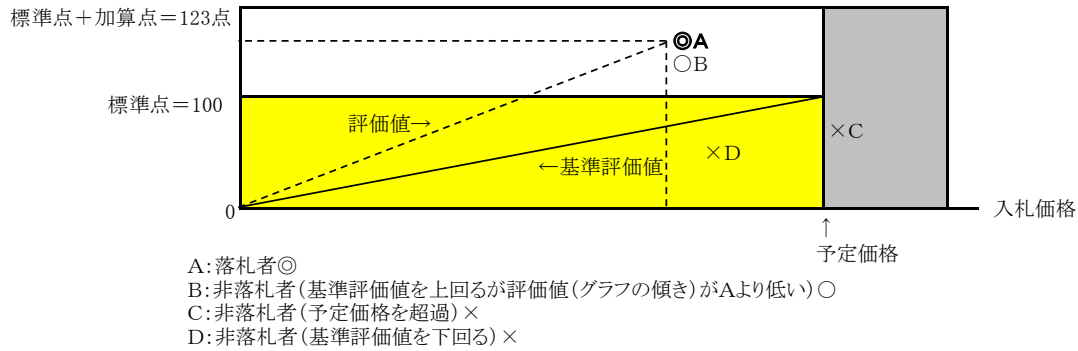 標準点＋加算点＝123点
◎A
○B
標準点＝100
評価値→
×C
×D
←基準評価値
0
入札価格
↑
予定価格
A：落札者◎
B：非落札者（基準評価値を上回るが評価値（グラフの傾き）がAより低い）○
C：非落札者（予定価格を超過）×
D：非落札者（基準評価値を下回る）×